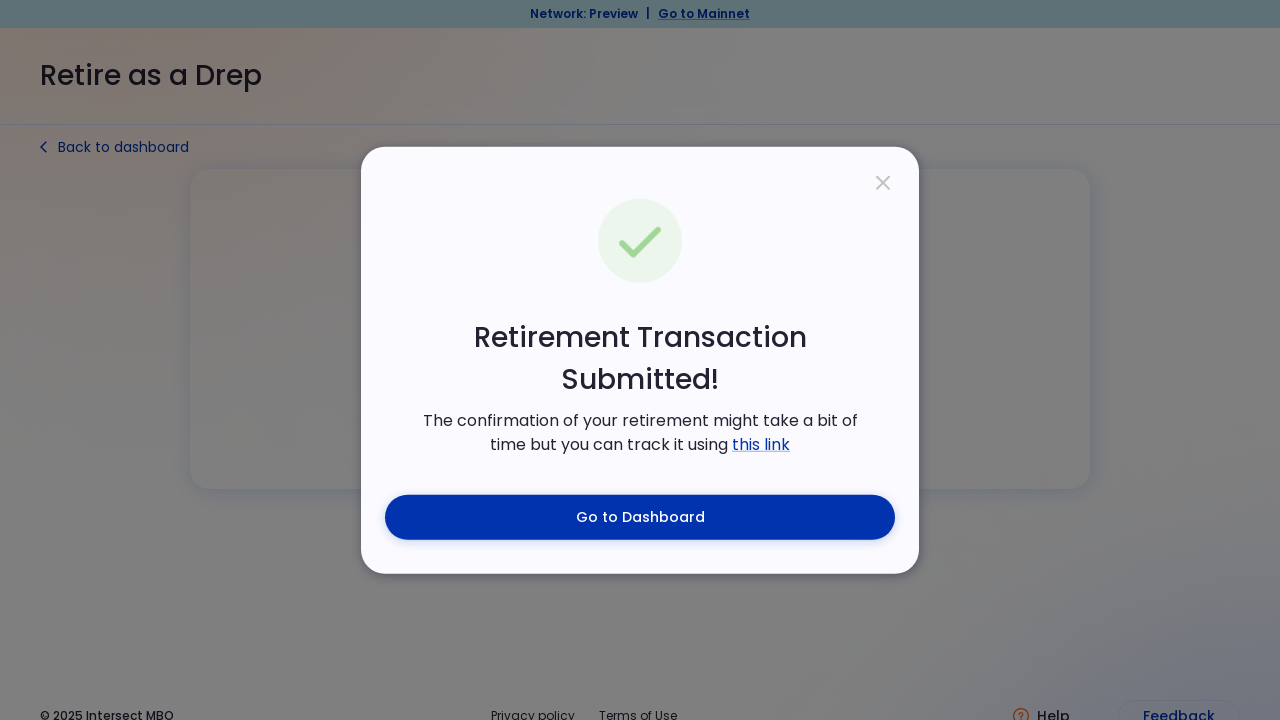 Network: Preview | Go to Mainnet
Retire as a Drep
Back to dashboard
Retirement Transaction
Submitted!
The confirmation of your retirement might take a bit of
time but you can track it using this link
Go to Dashboard
© 2025 Intersect MBO Privacy policy Terms of Use Help Feedback